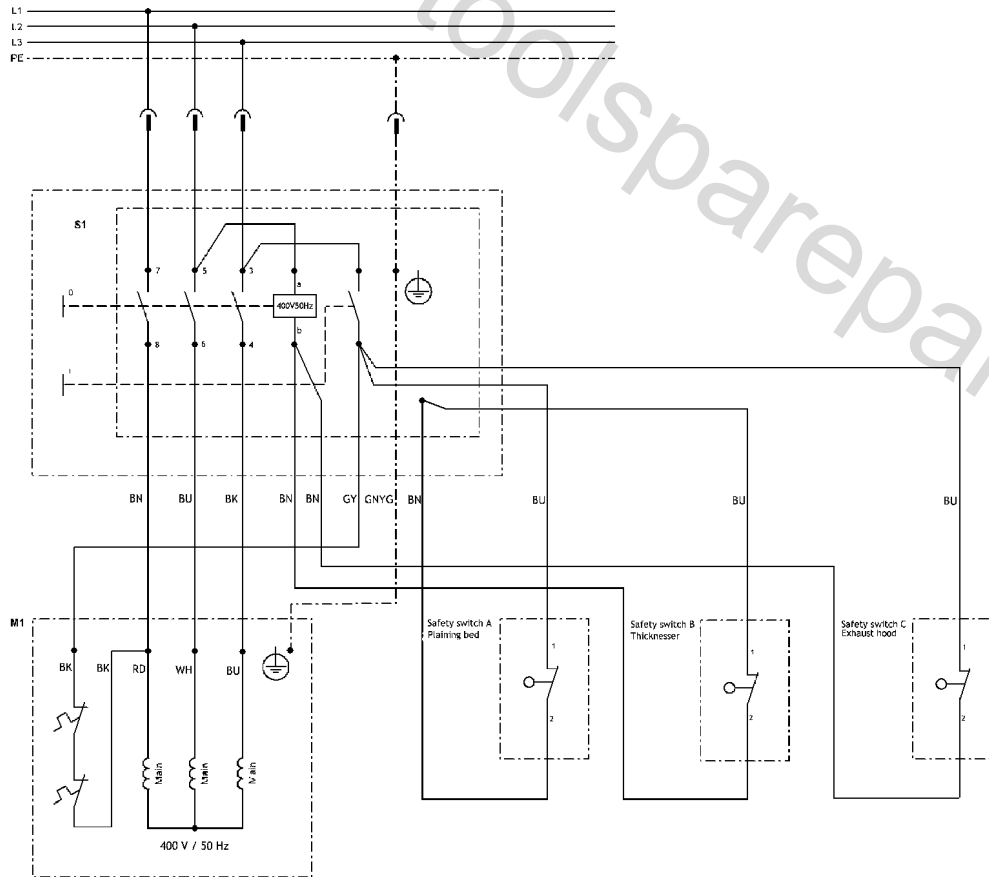 L1
L2
L3
PE
toolsparepa
S1
7
5
3
a
400V50Hz
b
0
8
6
4
I
BN
BU
BK
BN
BN
GY
GNYG
BN
BU
BU
BU
M1
Safety switch A
Plaining bed
Safety switch B
Thicknesser
Safety switch C
Exhaust hood
BK
BK
RD
WH
BU
1
1
1
2
2
2
Main
Main
Main
400 V / 50 Hz